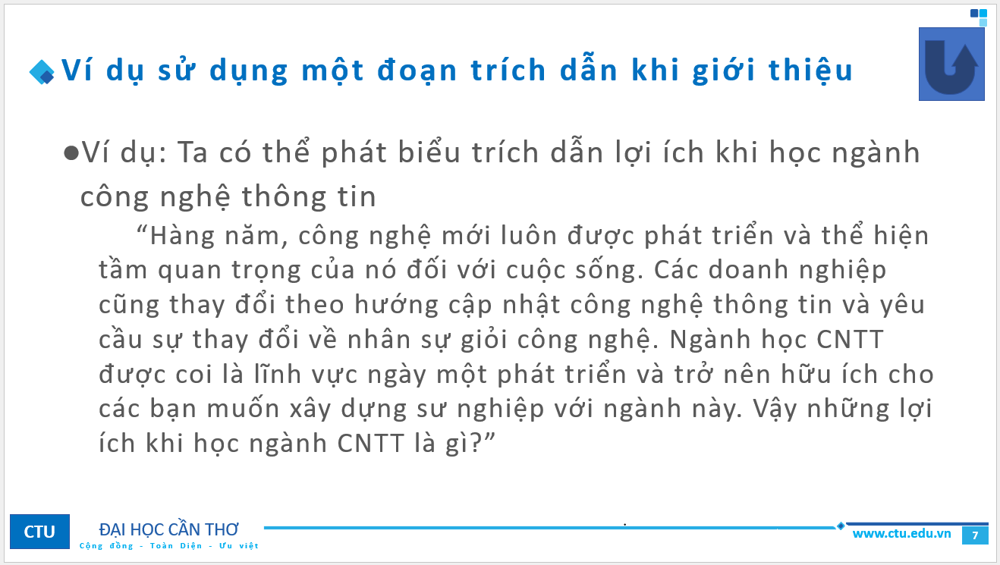 Ví dụ sử dụng một đoạn trích dẫn khi giới thiệu
●Ví dụ: Ta có thể phát biểu trích dẫn lợi ích khi học ngành
công nghệ thông tin
“Hàng năm, công nghệ mới luôn được phát triển và thể hiện
tầm quan trọng của nó đối với cuộc sống. Các doanh nghiệp
cũng thay đổi theo hướng cập nhật công nghệ thông tin và yêu
cầu sự thay đổi về nhân sự giỏi công nghệ. Ngành học CNTT
được coi là lĩnh vực ngày một phát triển và trở nên hữu ích cho
các bạn muốn xây dựng sư nghiệp với ngành này. Vậy những lợi
ích khi học ngành CNTT là gì?”
CTU
ĐẠI HỌC CẦN THƠ
Cộng đồng - Toàn Diện - Ưu việt
www.ctu.edu.vn
7